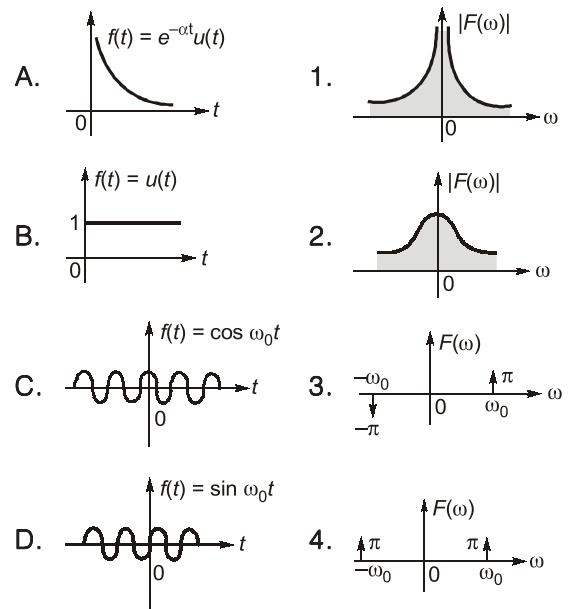 A.
f(t) = e^{–αt}u(t)
0
t
1.
|F(ω)|
0
ω
B.
f(t) = u(t)
1
0
t
2.
|F(ω)|
0
ω
C.
f(t) = cos ω₀t
0
t
3.
F(ω)
–ω₀
π
0
ω₀
ω
–π
D.
f(t) = sin ω₀t
0
t
4.
F(ω)
π
π
–ω₀
0
ω₀
ω